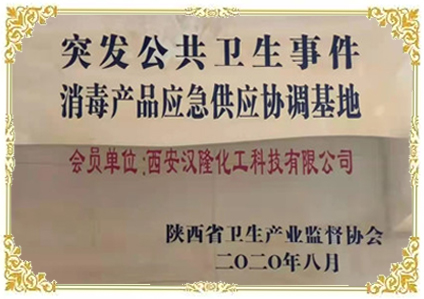 突发公共卫生事件
消毒产品应急供应协调基地
会员单位:西安汉隆化工科技有限公司
陕西省卫生产业监督协会
二〇二〇年八月